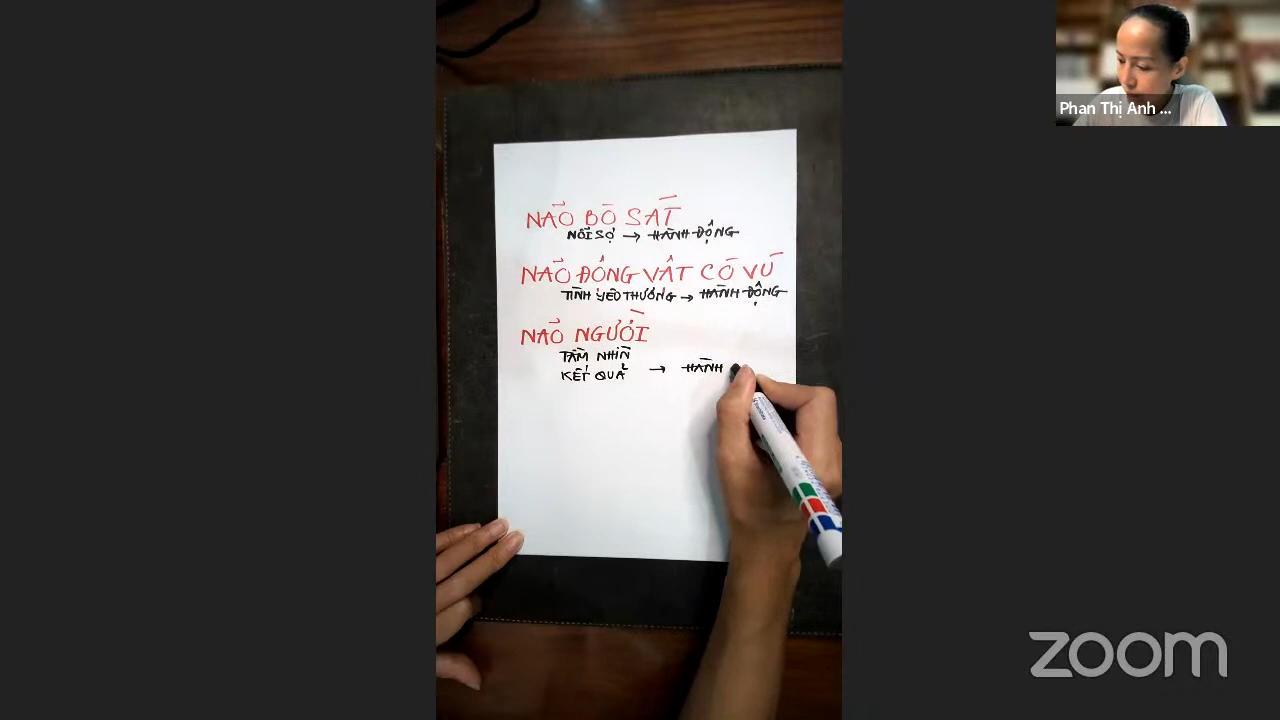 Phan Thị Anh ...
NÃO BÒ SÁT
NỖI SỢ → HÀNH ĐỘNG
NÃO ĐỘNG VẬT CÓ VÚ
TÌNH YÊU THƯƠNG → HÀNH ĐỘNG
NÃO NGƯỜI
TẦM NHÌN
KẾT QUẢ → HÀNH
zoom